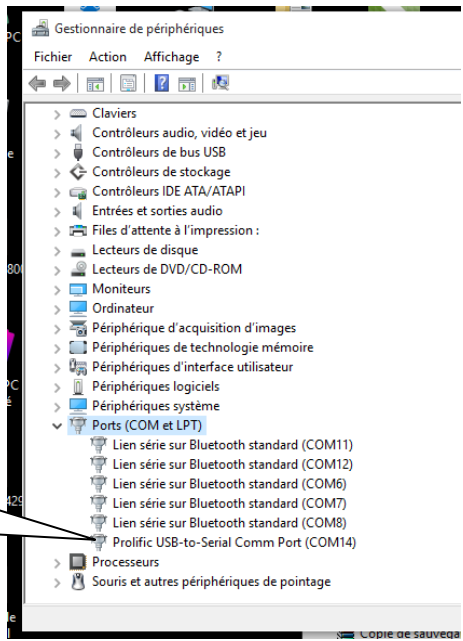 PC
Gestionnaire de périphériques
Fichier Action Affichage ?
Claviers
Contrôleurs audio, vidéo et jeu
e
Contrôleurs de bus USB
Contrôleurs de stockage
Contrôleurs IDE ATA/ATAPI
Entrées et sorties audio
Files d'attente à l'impression :
Lecteurs de disque
800
Lecteurs de DVD/CD-ROM
Moniteurs
Ordinateur
Périphérique d'acquisition d'images
Périphériques de technologie mémoire
Périphériques d'interface utilisateur
PC
Périphériques logiciels
é
Périphériques système
Ports (COM et LPT)
Lien série sur Bluetooth standard (COM11)
Lien série sur Bluetooth standard (COM12)
Lien série sur Bluetooth standard (COM6)
429
Lien série sur Bluetooth standard (COM7)
Lien série sur Bluetooth standard (COM8)
Prolific USB-to-Serial Comm Port (COM14)
Processeurs
Souris et autres périphériques de pointage
le
Copie de sauvega